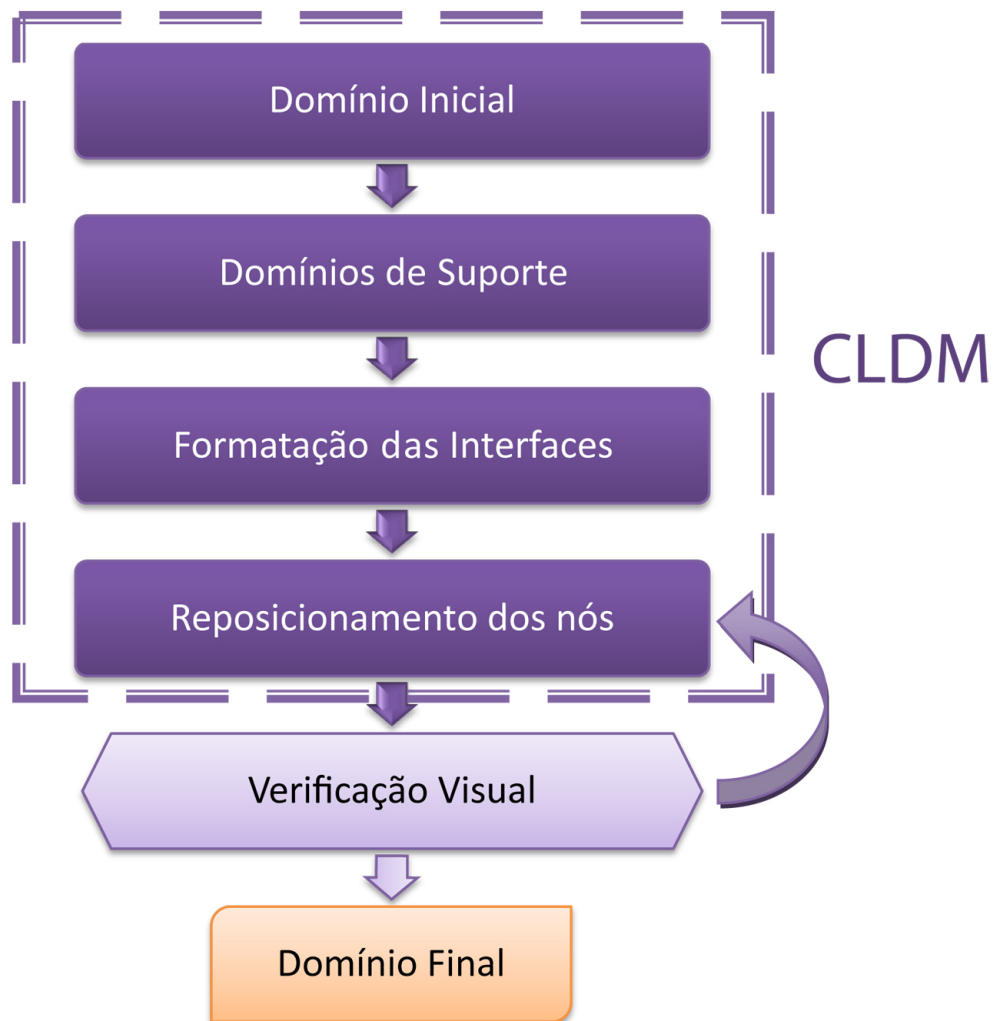 Domínio Inicial
Domínios de Suporte
CLDM
Formatação das Interfaces
Reposicionamento dos nós
Verificação Visual
Domínio Final